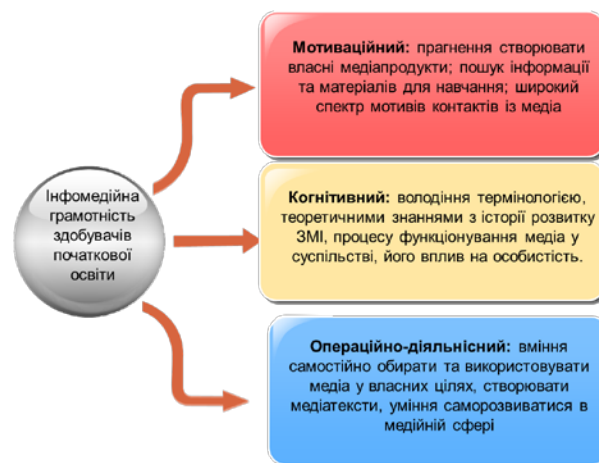 Інфомедійна
грамотність
здобувачів
початкової
освіти
Мотиваційний: прагнення створювати
власні медіапродукти; пошук інформації
та матеріалів для навчання; широкий
спектр мотивів контактів із медіа
Когнітивний: володіння термінологією,
теоретичними знаннями з історії розвитку
ЗМІ, процесу функціонування медіа у
суспільстві, його вплив на особистість.
Операційно-діяльнісний: вміння
самостійно обирати та використовувати
медіа у власних цілях, створювати
медіатексти, уміння саморозвиватися в
медійній сфері